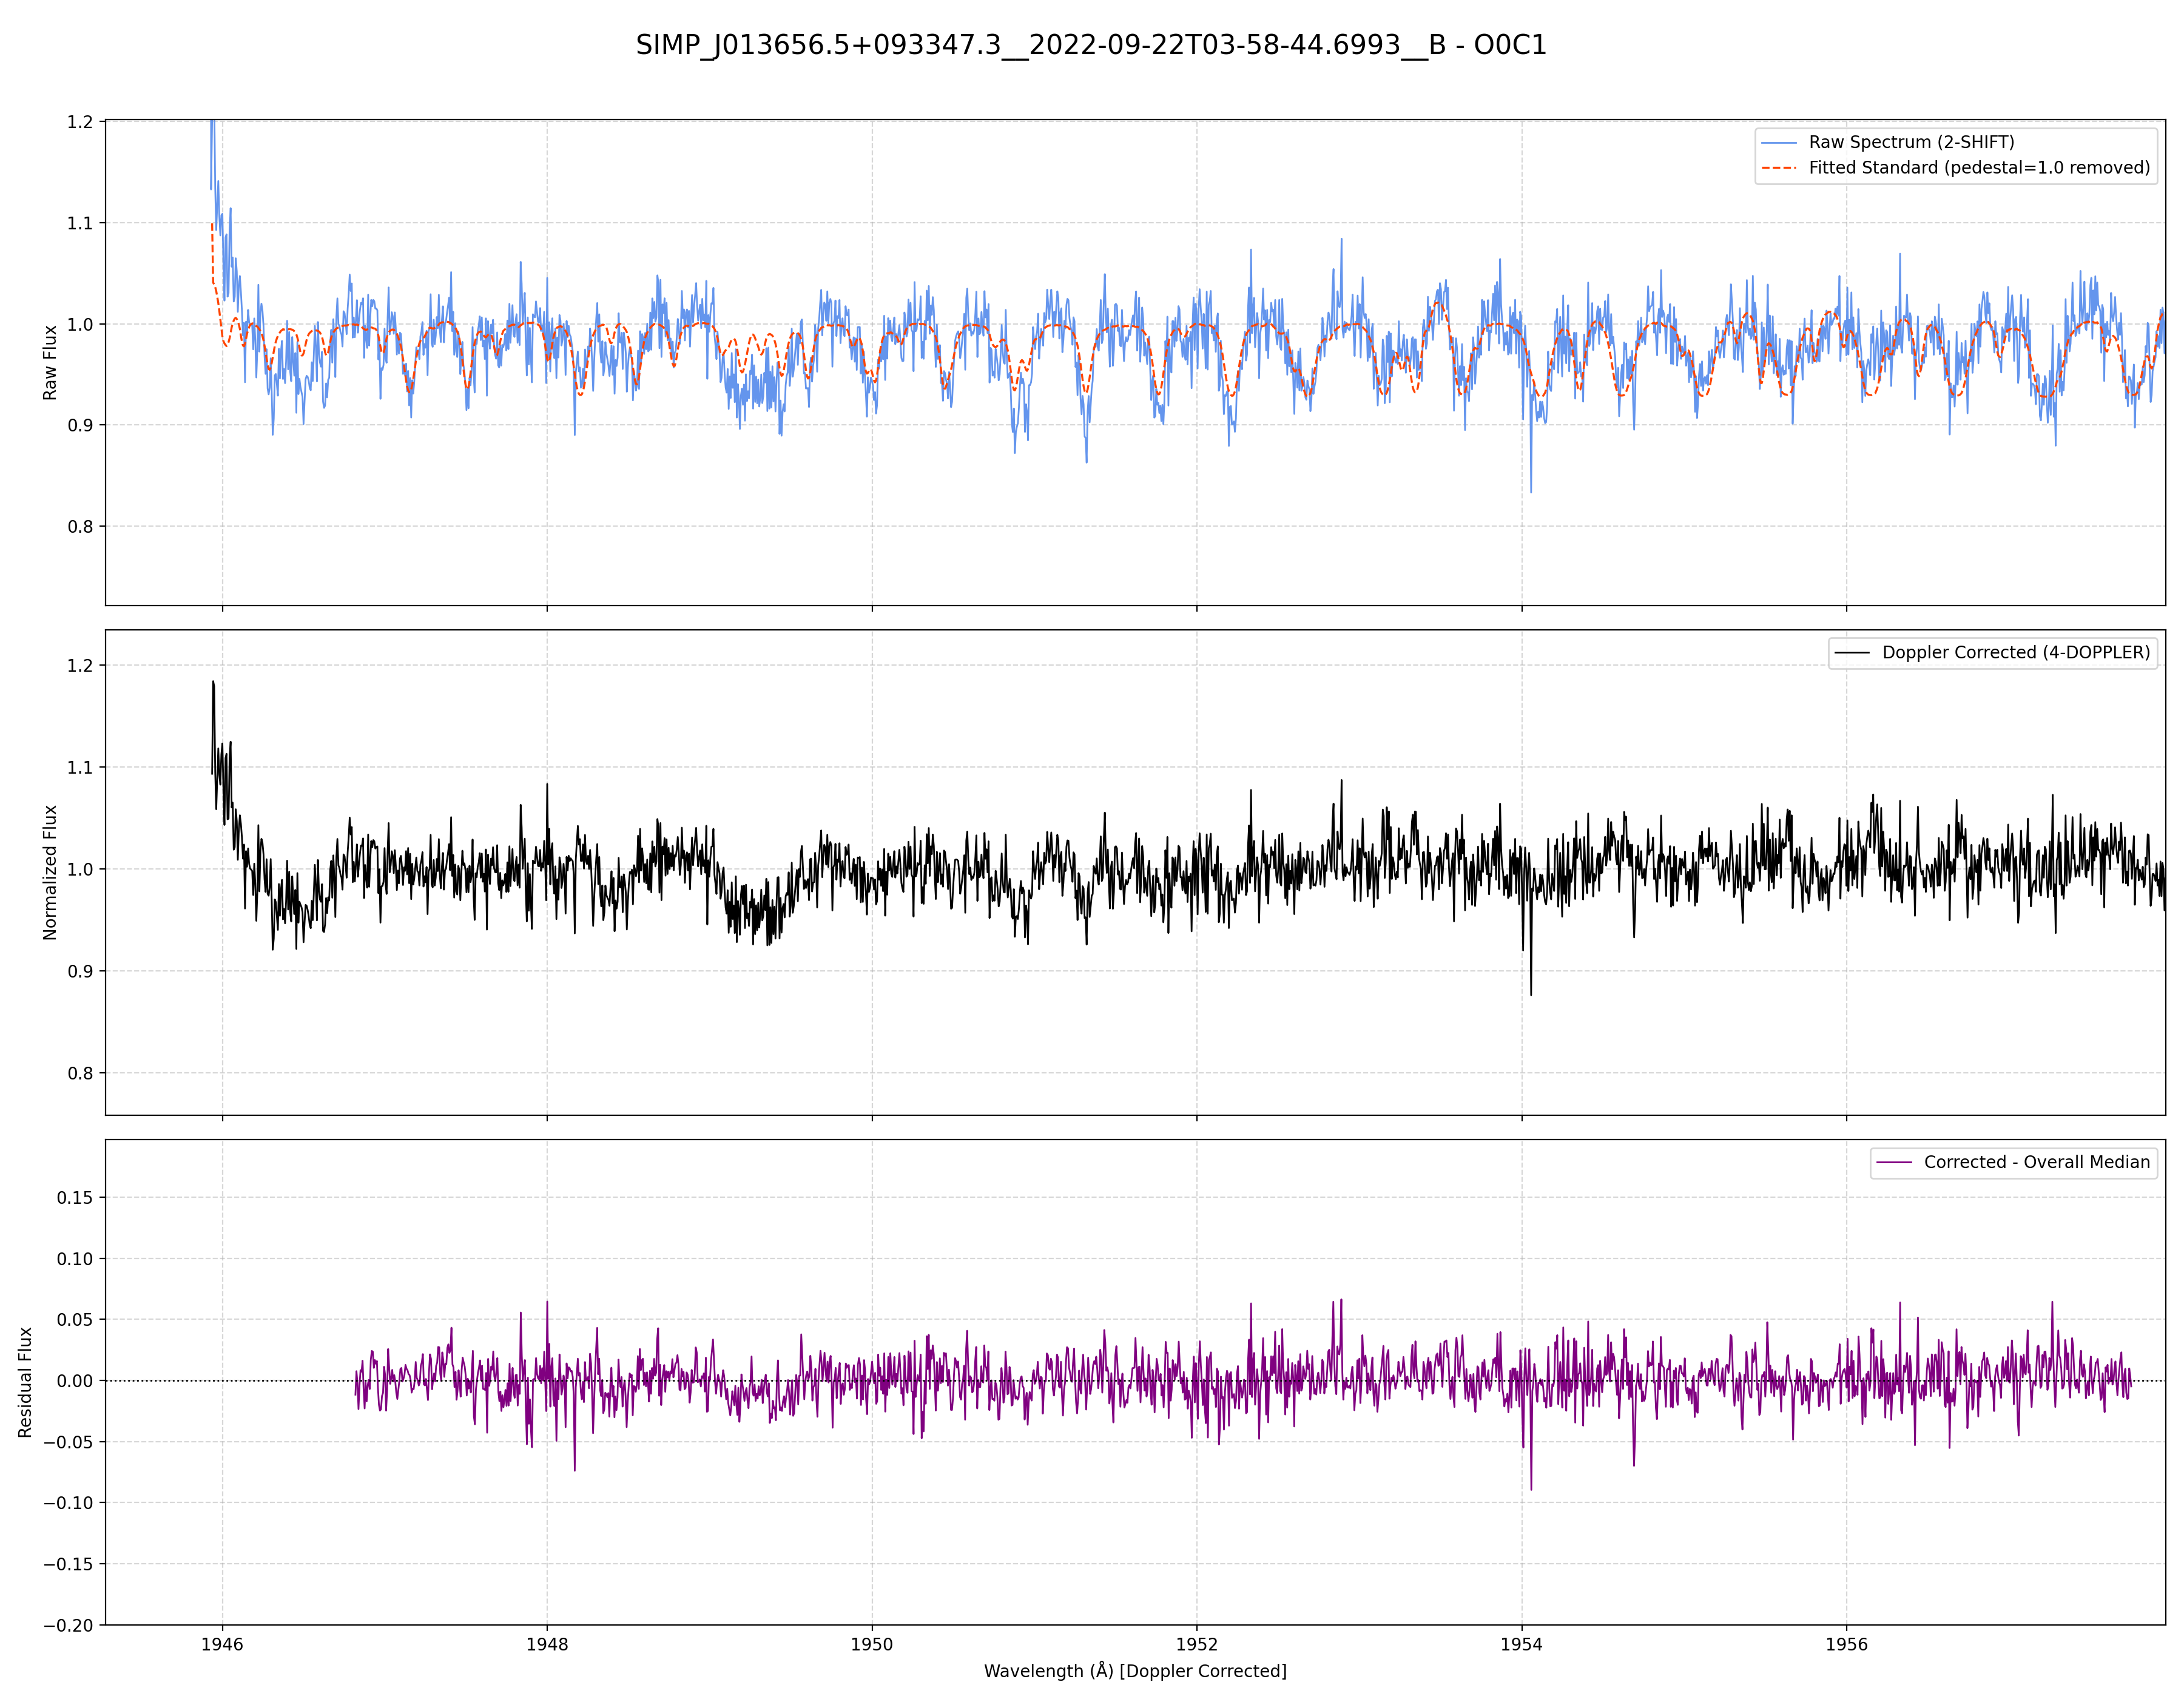 SIMP_J013656.5+093347.3__2022-09-22T03-58-44.6993__B - O0C1
Raw Flux
1.2
1.1
1.0
0.9
0.8
Raw Spectrum (2-SHIFT)
Fitted Standard (pedestal=1.0 removed)
Normalized Flux
1.2
1.1
1.0
0.9
0.8
Doppler Corrected (4-DOPPLER)
Residual Flux
0.15
0.10
0.05
0.00
−0.05
−0.10
−0.15
−0.20
Corrected - Overall Median
1946 1948 1950 1952 1954 1956
Wavelength (Å) [Doppler Corrected]